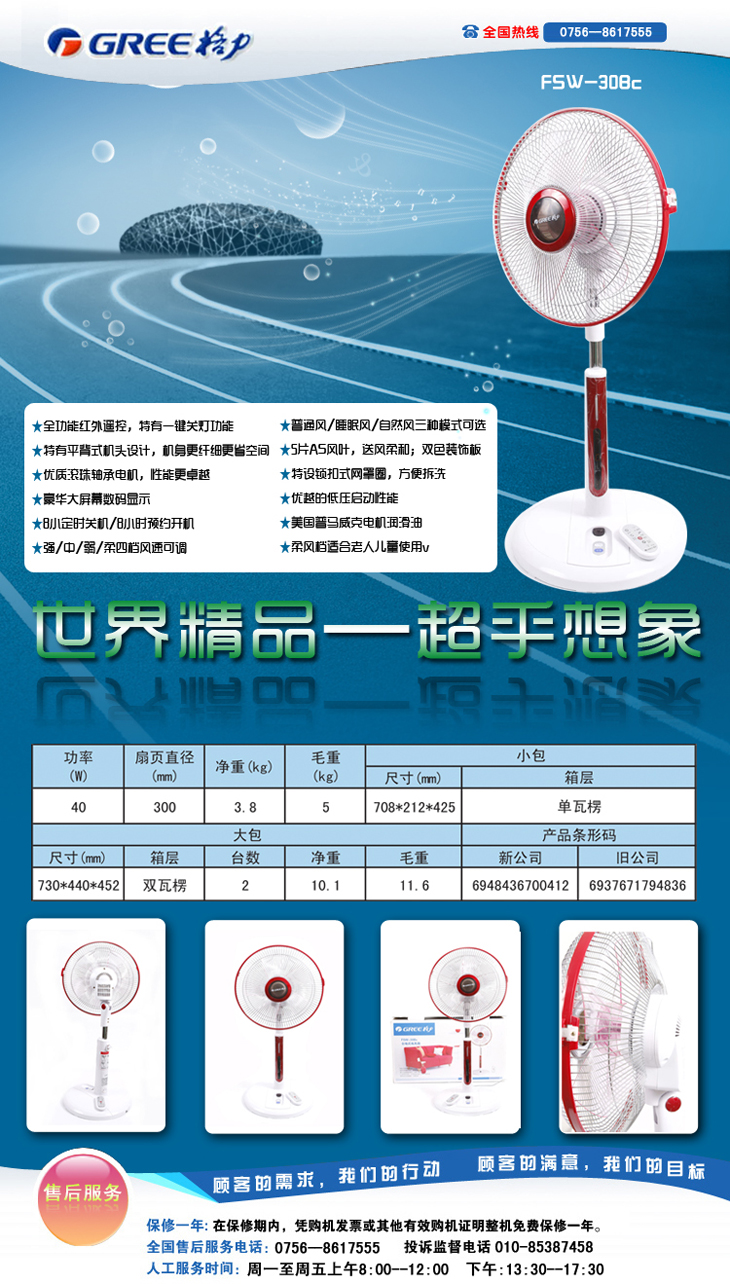 GREE格力
全国热线 0756—8617555
FSW-308c
GREE格力
★全功能红外遥控，特有一键关灯功能
★特有平背式机头设计，机身更纤细更省空间
★优质滚珠轴承电机，性能更卓越
★豪华大屏幕数码显示
★8小定时关机/8小时预约开机
★强/中/弱/柔四档风速可调
★普通风/睡眠风/自然风三种模式可选
★5片AS风叶，送风柔和；双色装饰板
★特设锁扣式网罩圈，方便拆洗
★优越的低压启动性能
★美国普马威克电机润滑油
★柔风档适合老人儿童使用v
世界精品—超乎想象
功率(W) 扇页直径(mm) 净重(kg) 毛重(kg) 小包
尺寸(mm) 箱层
40 300 3.8 5 708*212*425 单瓦楞
大包 产品条形码
尺寸(mm) 箱层 台数 净重 毛重 新公司 旧公司
730*440*452 双瓦楞 2 10.1 11.6 6948436700412 6937671794836
GREE格力
售后服务
顾客的需求，我们的行动 顾客的满意，我们的目标
保修一年: 在保修期内，凭购机发票或其他有效购机证明整机免费保修一年。
全国售后服务电话: 0756—8617555 投诉监督电话 010-85387458
人工服务时间: 周一至周五上午8:00--12:00 下午:13:30--17:30